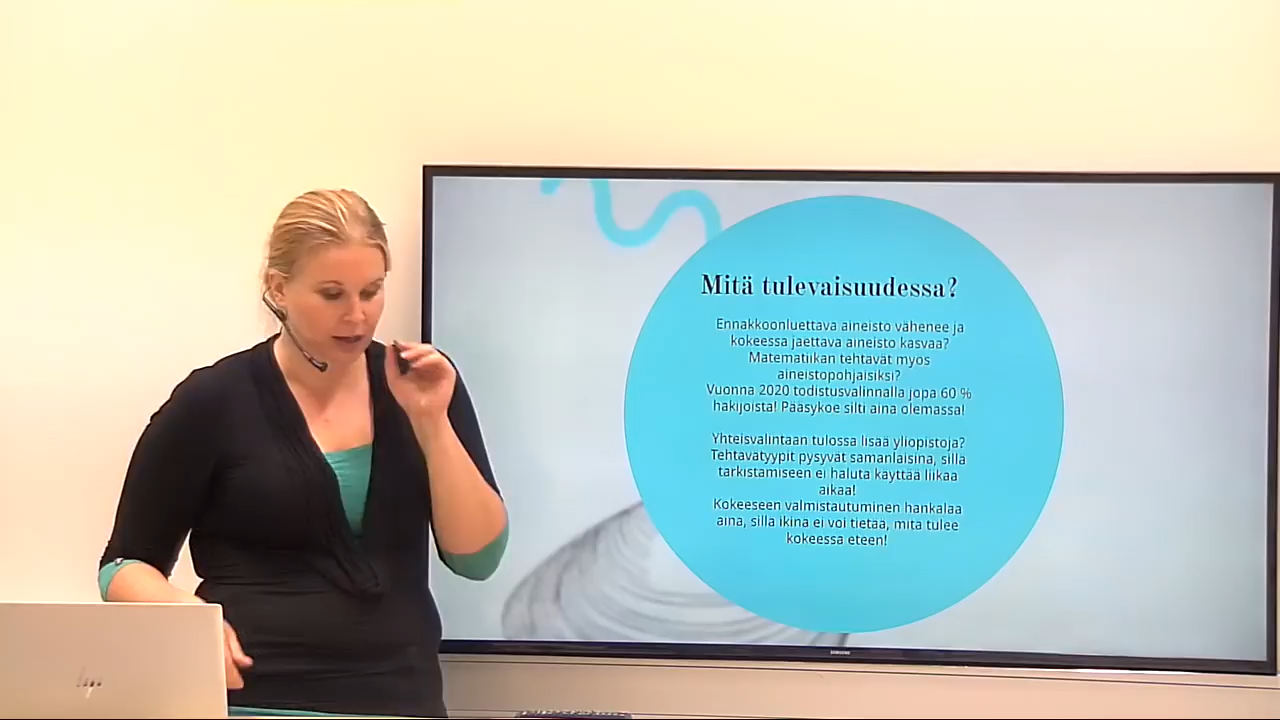 Mitä tulevaisuudessa?
Ennakkoonluettava aineisto vähenee ja
kokeessa jaettava aineisto kasvaa?
Matematiikan tehtävät myös
aineistopohjaisiksi?
Vuonna 2020 todistusvalinnalla jopa 60 %
hakijoista! Pääsykoe silti aina olemassa!
Yhteisvalintaan tulossa lisää yliopistoja?
Tehtävätyypit pysyvät samanlaisina, sillä
tarkistamiseen ei haluta käyttää liikaa
aikaa!
Kokeeseen valmistautuminen hankalaa
aina, sillä ikinä ei voi tietää, mitä tulee
kokeessa eteen!
SAMSUNG
hp